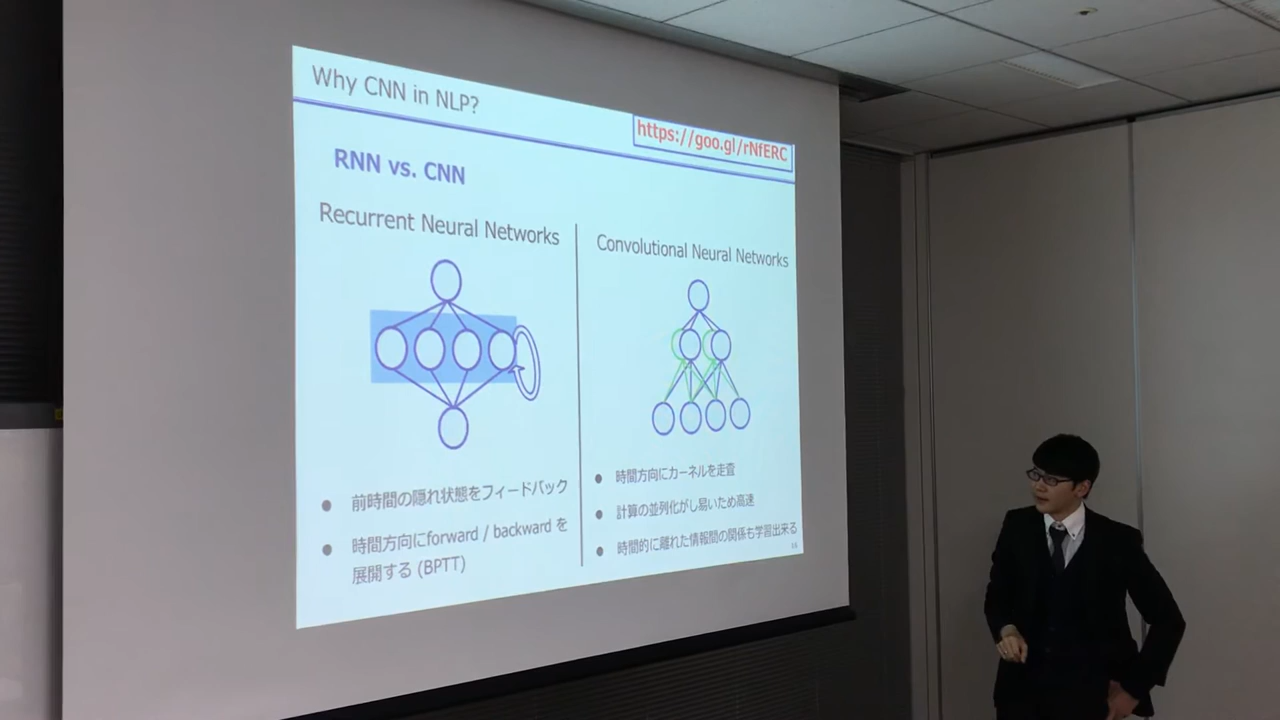 Why CNN in NLP?
https://goo.gl/rNfERC
RNN vs. CNN
Recurrent Neural Networks
● 前時間の隠れ状態をフィードバック
● 時間方向にforward / backward を
展開する (BPTT)
Convolutional Neural Networks
● 時間方向にカーネルを走査
● 計算の並列化がし易いため高速
● 時間的に離れた情報間の関係も学習出来る